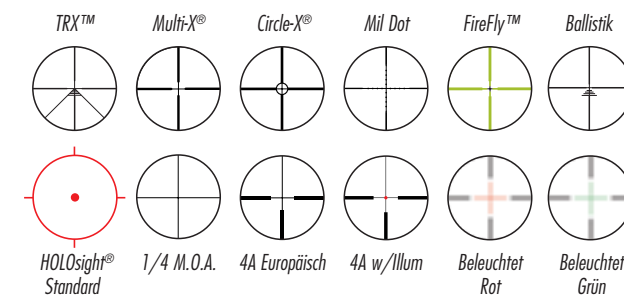 TRX™ Multi-X® Circle-X® Mil Dot FireFly™ Ballistik
HOLOsight® 1/4 M.O.A. 4A Europäisch 4A w/Illum Beleuchtet Beleuchtet
Standard Rot Grün